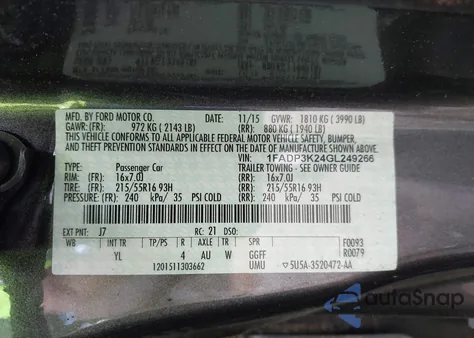 MFD. BY FORD MOTOR CO. DATE: 11/15 GVWR: 1810 KG ( 3990 LB)
GAWR:(FR): 972 KG ( 2143 LB) (RR): 880 KG ( 1940 LB)
THIS VEHICLE CONFORMS TO ALL APPLICABLE FEDERAL MOTOR VEHICLE SAFETY, BUMPER,
AND THEFT PREVENTION STANDARDS IN EFFECT ON THE DATE OF MANUFACTURE SHOWN ABOVE.
VIN: 1FADP3K24GL249266
TYPE: Passenger Car TRAILER TOWING - SEE OWNER GUIDE
RIM: (FR): 16x7.0J (RR): 16x7.0J
TIRE: (FR): 215/55R16 93H (RR): 215/55R16 93H
PRESSURE: (FR): 240 kPa/ 35 PSI COLD (RR): 240 kPa/ 35 PSI COLD
EXT PNT: J7 RC: 21 DSO: F0093
WB INT TR TP/PS R AXLE TR SPR R0079
YL 4 AU W GGFF
1201511303662 UMU 5U5A-3520472-AA
AutoSnap